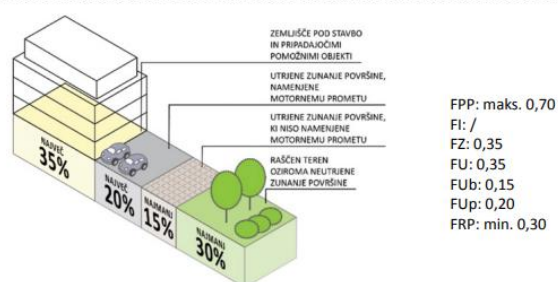 ZEMLJIŠČE POD STAVBO
IN PRIPADAJOČIMI
POMOŽNIMI OBJEKTI
UTRJENE ZUNANJE POVRŠINE,
NAMENJENE
MOTORNEMU PROMETU
UTRJENE ZUNANJE POVRŠINE,
KI NISO NAMENJENE
MOTORNEMU PROMETU
RAŠČEN TEREN
OZIROMA NEUTRJENE
ZUNANJE POVRŠINE
NAJVEČ
35%
NAJVEČ
20%
NAJMANJ
15%
NAJMANJ
30%
FPP: maks. 0,70
FI: /
FZ: 0,35
FU: 0,35
FUb: 0,15
FUp: 0,20
FRP: min. 0,30